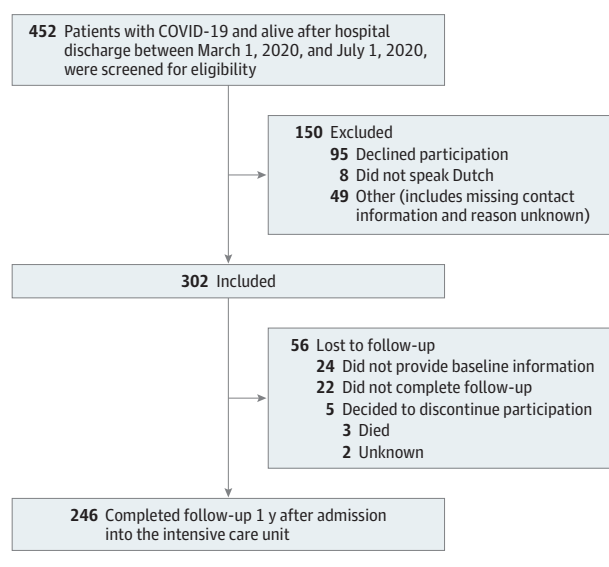 452 Patients with COVID-19 and alive after hospital
discharge between March 1, 2020, and July 1, 2020,
were screened for eligibility
150 Excluded
95 Declined participation
8 Did not speak Dutch
49 Other (includes missing contact
information and reason unknown)
302 Included
56 Lost to follow-up
24 Did not provide baseline information
22 Did not complete follow-up
5 Decided to discontinue participation
3 Died
2 Unknown
246 Completed follow-up 1 y after admission
into the intensive care unit